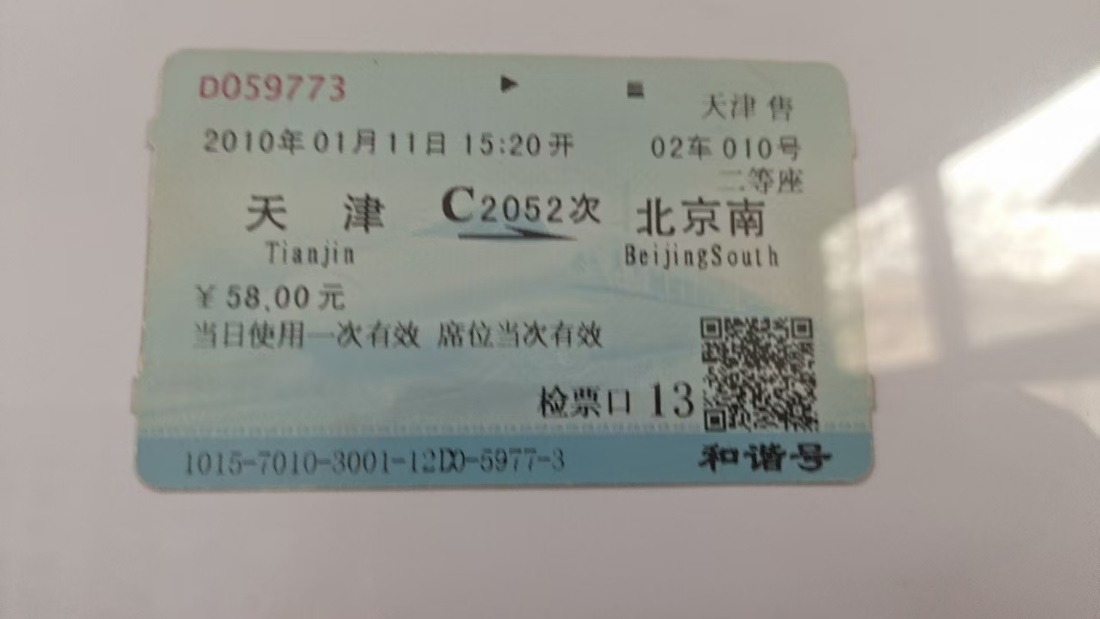 D059773
天津 售
2010年01月11日 15:20开 02车 010号
二等座
天津 C2052次 北京南
Tianjin BeijingSouth
￥58.00元
当日使用一次有效 席位当次有效
检票口 13
1015-7010-3001-12D0-5977-3 和谐号